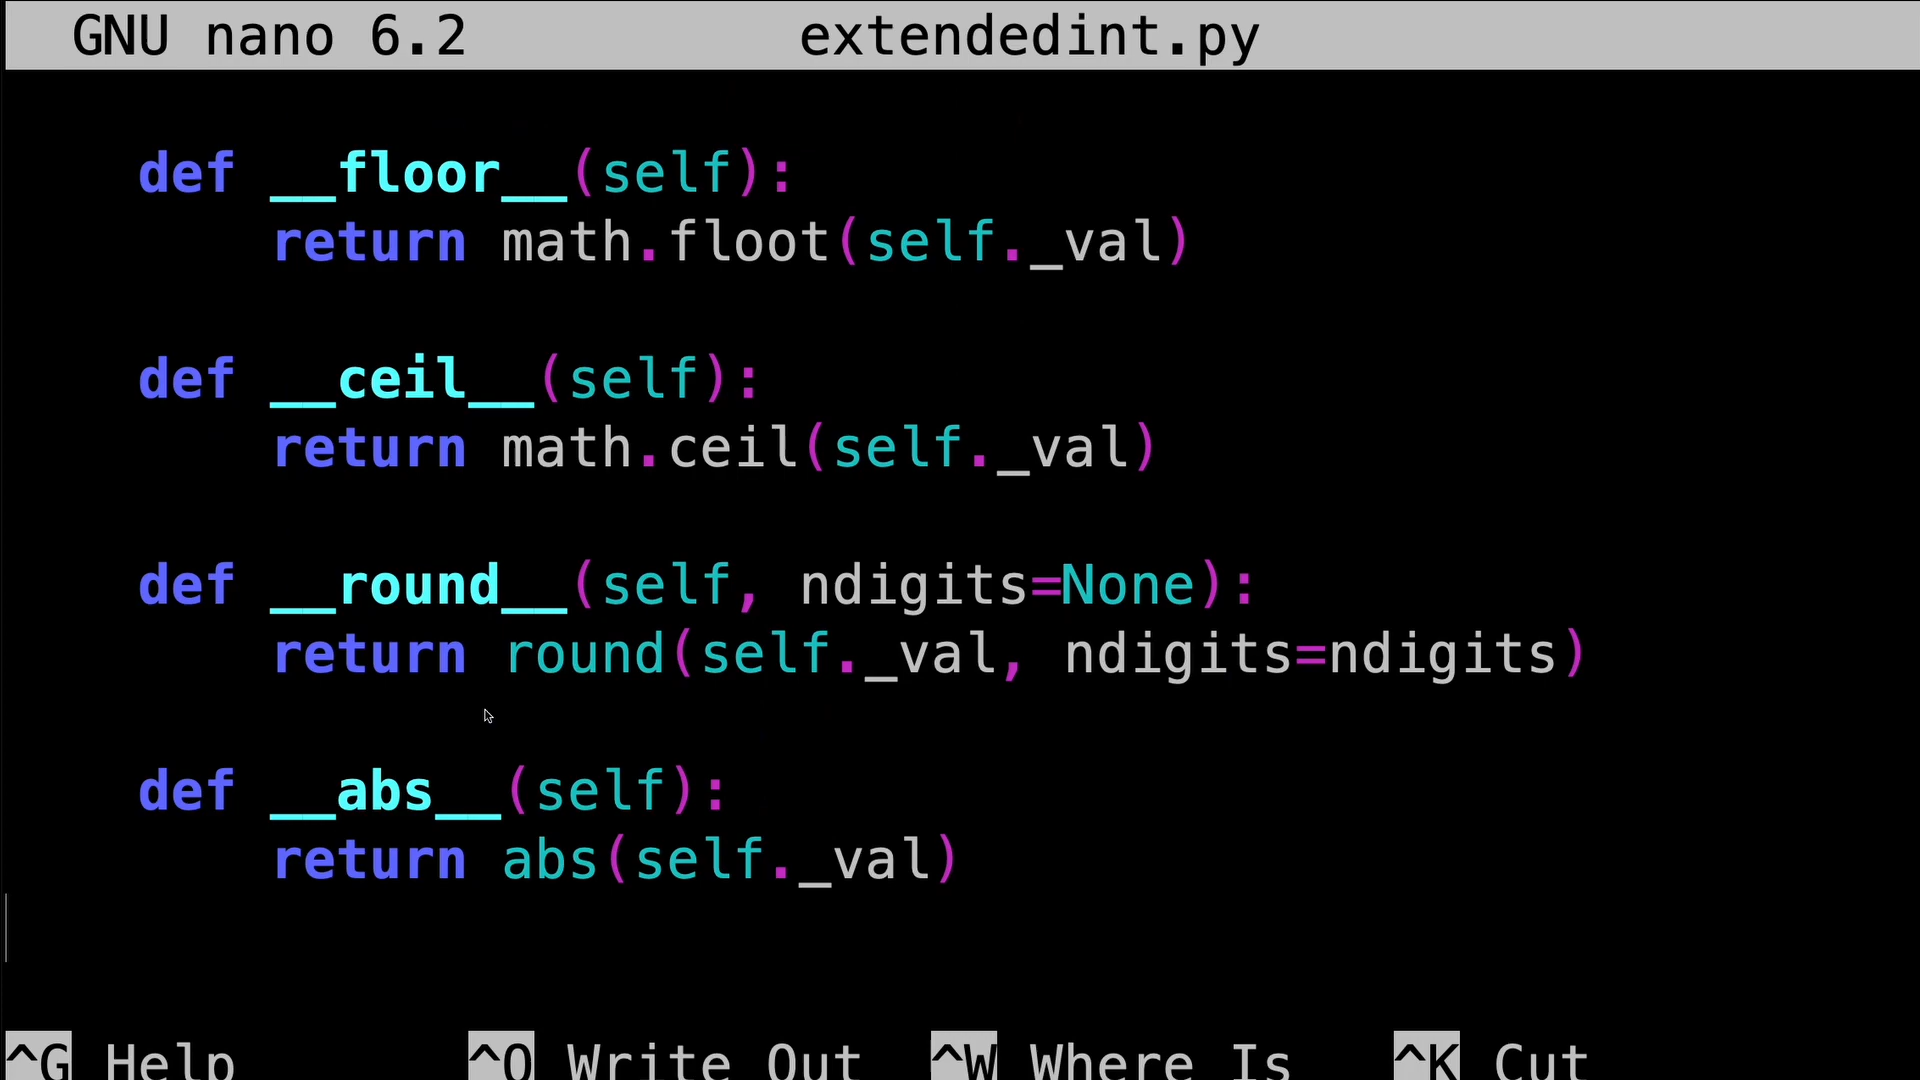 GNU nano 6.2 extendedint.py
def __floor__(self):
return math.floot(self._val)
def __ceil__(self):
return math.ceil(self._val)
def __round__(self, ndigits=None):
return round(self._val, ndigits=ndigits)
def __abs__(self):
return abs(self._val)
^G Help ^O Write Out ^W Where Is ^K Cut